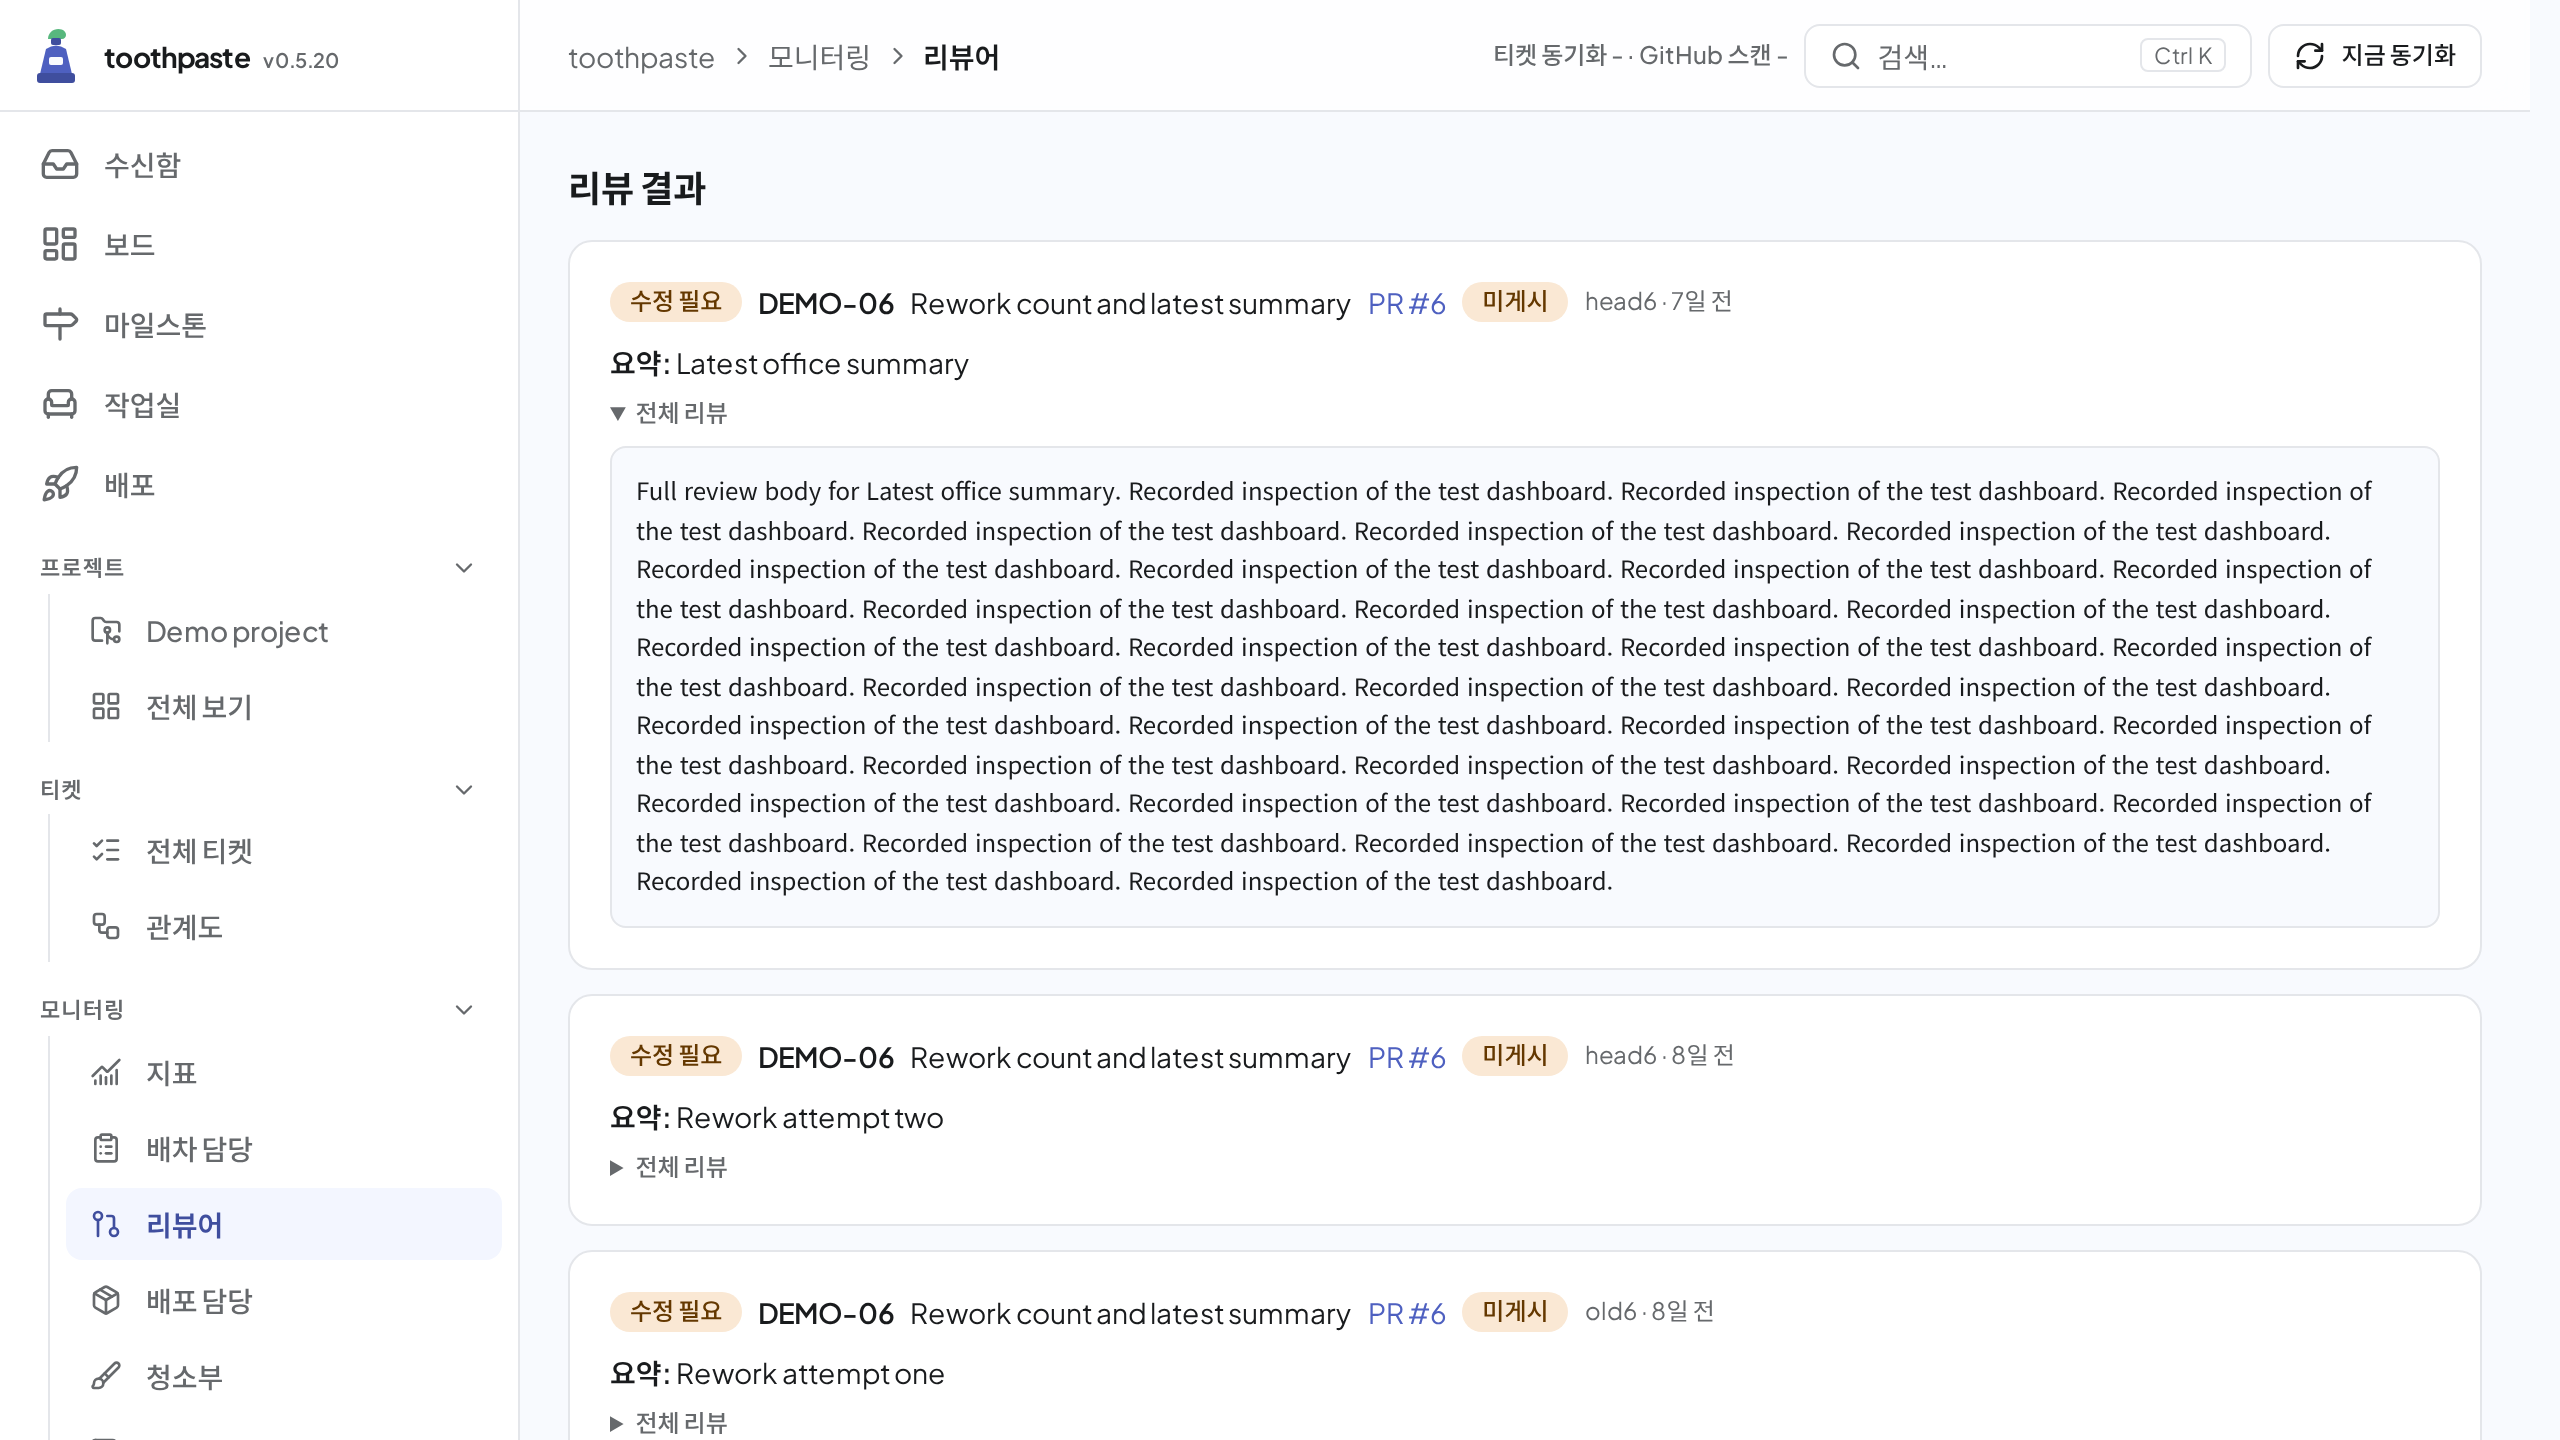 toothpaste v0.5.20
수신함
보드
마일스톤
작업실
배포
프로젝트
Demo project
전체 보기
티켓
전체 티켓
관계도
모니터링
지표
배차 담당
리뷰어
배포 담당
청소부
toothpaste > 모니터링 > 리뷰어
티켓 동기화 - · GitHub 스캔 -
검색...
Ctrl K
지금 동기화
리뷰 결과
수정 필요 DEMO-06 Rework count and latest summary PR #6 미게시 head6 · 7일 전
요약: Latest office summary
▼ 전체 리뷰
Full review body for Latest office summary. Recorded inspection of the test dashboard. Recorded inspection of the test dashboard. Recorded inspection of
the test dashboard. Recorded inspection of the test dashboard. Recorded inspection of the test dashboard. Recorded inspection of the test dashboard.
Recorded inspection of the test dashboard. Recorded inspection of the test dashboard. Recorded inspection of the test dashboard. Recorded inspection of
the test dashboard. Recorded inspection of the test dashboard. Recorded inspection of the test dashboard. Recorded inspection of the test dashboard.
Recorded inspection of the test dashboard. Recorded inspection of the test dashboard. Recorded inspection of the test dashboard. Recorded inspection of
the test dashboard. Recorded inspection of the test dashboard. Recorded inspection of the test dashboard. Recorded inspection of the test dashboard.
Recorded inspection of the test dashboard. Recorded inspection of the test dashboard. Recorded inspection of the test dashboard. Recorded inspection of
the test dashboard. Recorded inspection of the test dashboard. Recorded inspection of the test dashboard. Recorded inspection of the test dashboard.
Recorded inspection of the test dashboard. Recorded inspection of the test dashboard. Recorded inspection of the test dashboard. Recorded inspection of
the test dashboard. Recorded inspection of the test dashboard. Recorded inspection of the test dashboard. Recorded inspection of the test dashboard.
Recorded inspection of the test dashboard. Recorded inspection of the test dashboard.
수정 필요 DEMO-06 Rework count and latest summary PR #6 미게시 head6 · 8일 전
요약: Rework attempt two
▶ 전체 리뷰
수정 필요 DEMO-06 Rework count and latest summary PR #6 미게시 old6 · 8일 전
요약: Rework attempt one
▶ 전체 리뷰